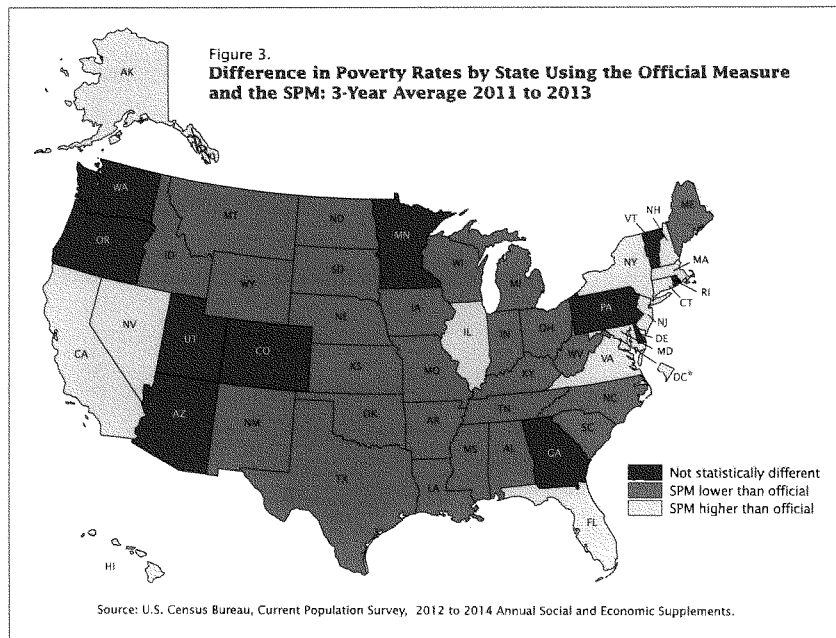 Figure 3.
Difference in Poverty Rates by State Using the Official Measure
and the SPM: 3-Year Average 2011 to 2013
AK
WA
MT
ND
MN
VT
NH
ME
OR
ID
SD
WI
MI
NY
MA
WY
RI
CT
NV
UT
CO
NE
IA
IL
IN
OH
PA
NJ
DE
MD
CA
KS
MO
WV
VA
KY
DC*
AZ
NM
OK
AR
TN
NC
SC
TX
LA
MS
AL
GA
FL
HI
Not statistically different
SPM lower than official
SPM higher than official
Source: U.S. Census Bureau, Current Population Survey, 2012 to 2014 Annual Social and Economic Supplements.